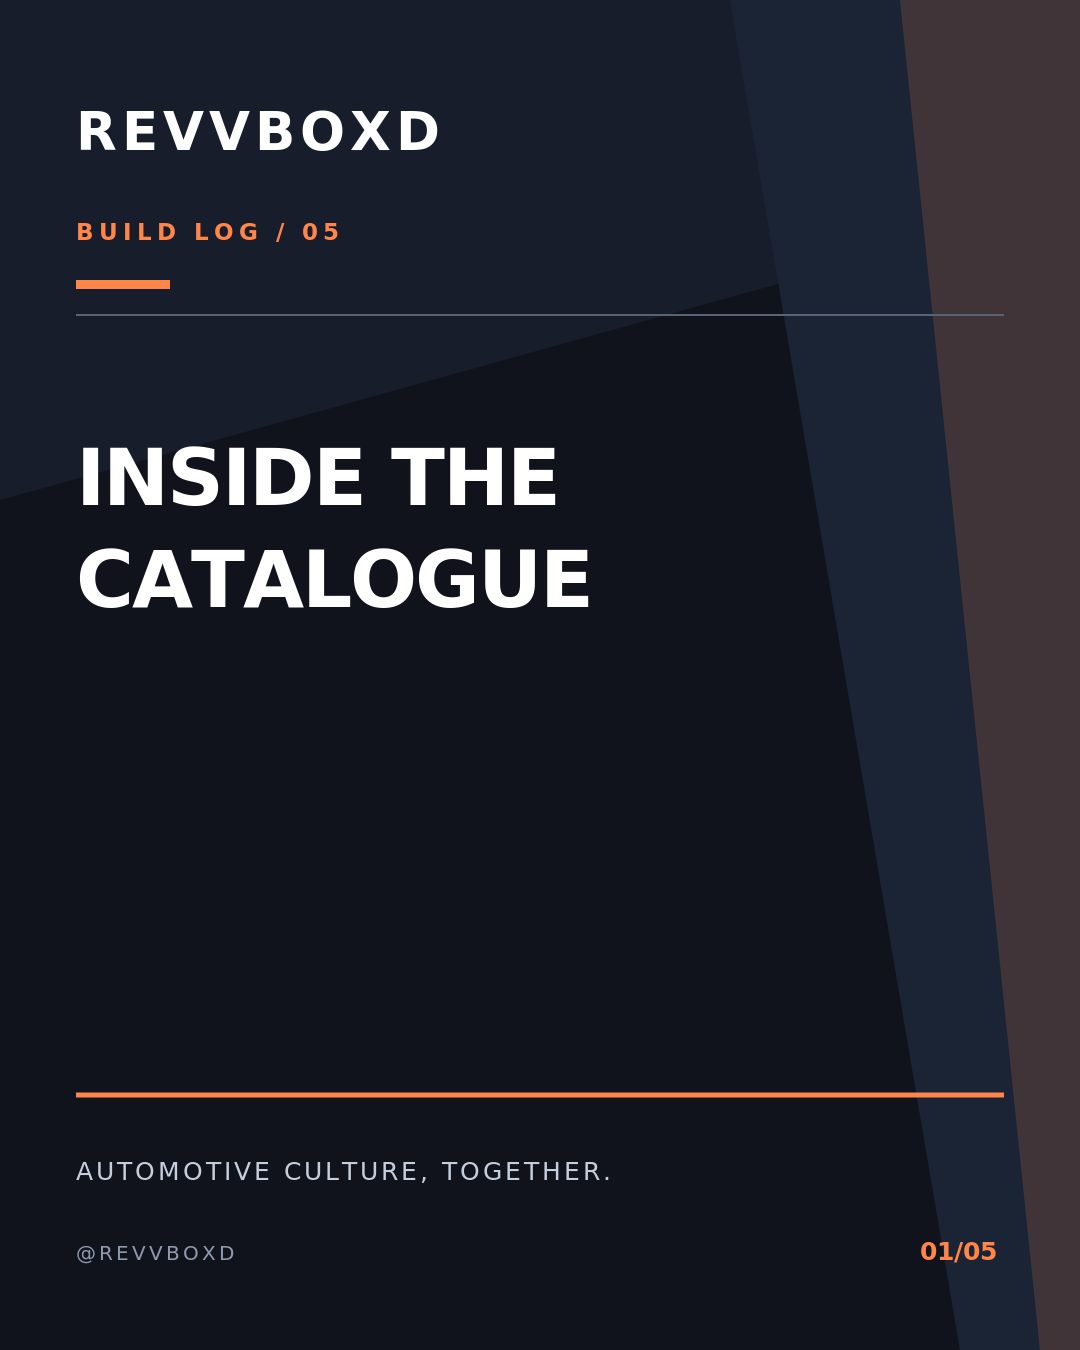 REVVBOXD
BUILD LOG / 05
INSIDE THE
CATALOGUE
AUTOMOTIVE CULTURE, TOGETHER.
@REVVBOXD
01/05